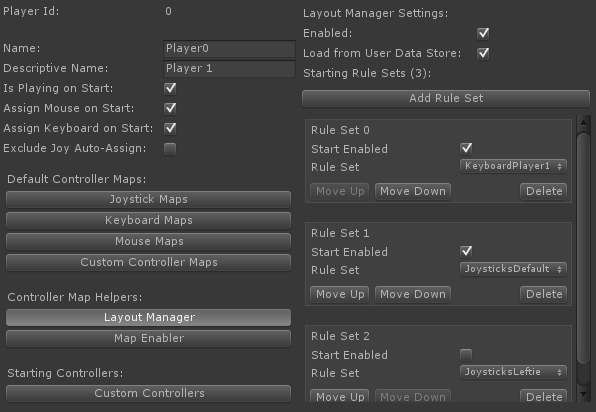 Player Id: 0
Name: Player0
Descriptive Name: Player 1
Is Playing on Start:
Assign Mouse on Start:
Assign Keyboard on Start:
Exclude Joy Auto-Assign:
Default Controller Maps:
Joystick Maps
Keyboard Maps
Mouse Maps
Custom Controller Maps
Controller Map Helpers:
Layout Manager
Map Enabler
Starting Controllers:
Custom Controllers
Layout Manager Settings:
Enabled:
Load from User Data Store:
Starting Rule Sets (3):
Add Rule Set
Rule Set 0
Start Enabled
Rule Set KeyboardPlayer1
Move Up Move Down Delete
Rule Set 1
Start Enabled
Rule Set JoysticksDefault
Move Up Move Down Delete
Rule Set 2
Start Enabled
Rule Set JoysticksLeftie
Move Up Move Down Delete